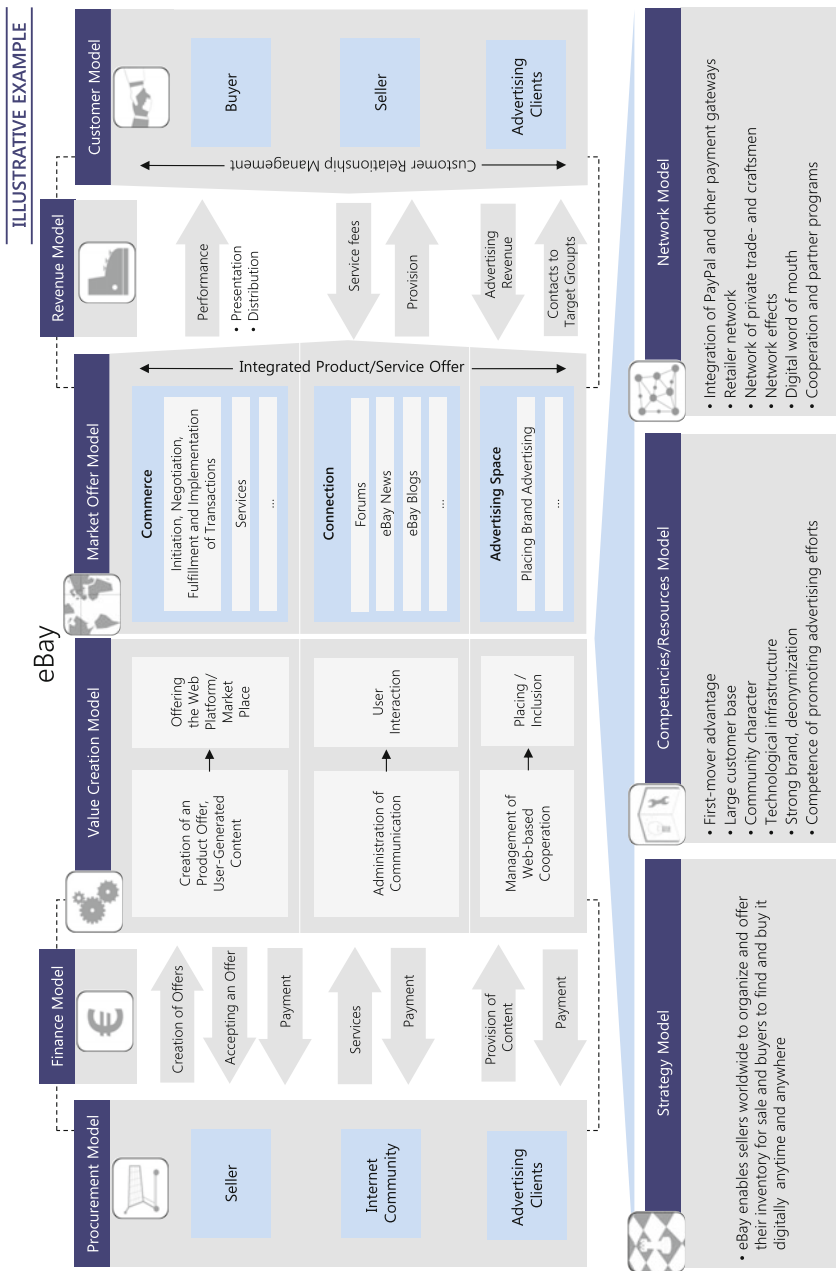 ILLUSTRATIVE EXAMPLE
eBay
Procurement Model
Seller
Internet
Community
Advertising
Clients
Finance Model
€
Creation of Offers
Accepting an Offer
Payment
Services
Payment
Provision of
Content
Payment
Value Creation Model
Creation of an
Product Offer,
User-Generated
Content
Offering
the Web
Platform/
Market
Place
Administration of
Communication
User
Interaction
Management of
Web-based
Cooperation
Placing /
Inclusion
Market Offer Model
Commerce
Initiation, Negotiation,
Fulfillment and Implementation
of Transactions
Services
...
Connection
Forums
eBay News
eBay Blogs
...
Advertising Space
Placing Brand Advertising
...
Integrated Product/Service Offer
Revenue Model
Performance
• Presentation
• Distribution
Service fees
Provision
Advertising
Revenue
Contacts to
Target Groups
Customer Model
Customer Relationship Management
Buyer
Seller
Advertising
Clients
Strategy Model
• eBay enables sellers worldwide to organize and offer
their inventory for sale and buyers to find and buy it
digitally anytime and anywhere
Competencies/Resources Model
• First-mover advantage
• Large customer base
• Community character
• Technological infrastructure
• Strong brand, deonymization
• Competence of promoting advertising efforts
Network Model
• Integration of PayPal and other payment gateways
• Retailer network
• Network of private trade- and craftsmen
• Network effects
• Digital word of mouth
• Cooperation and partner programs